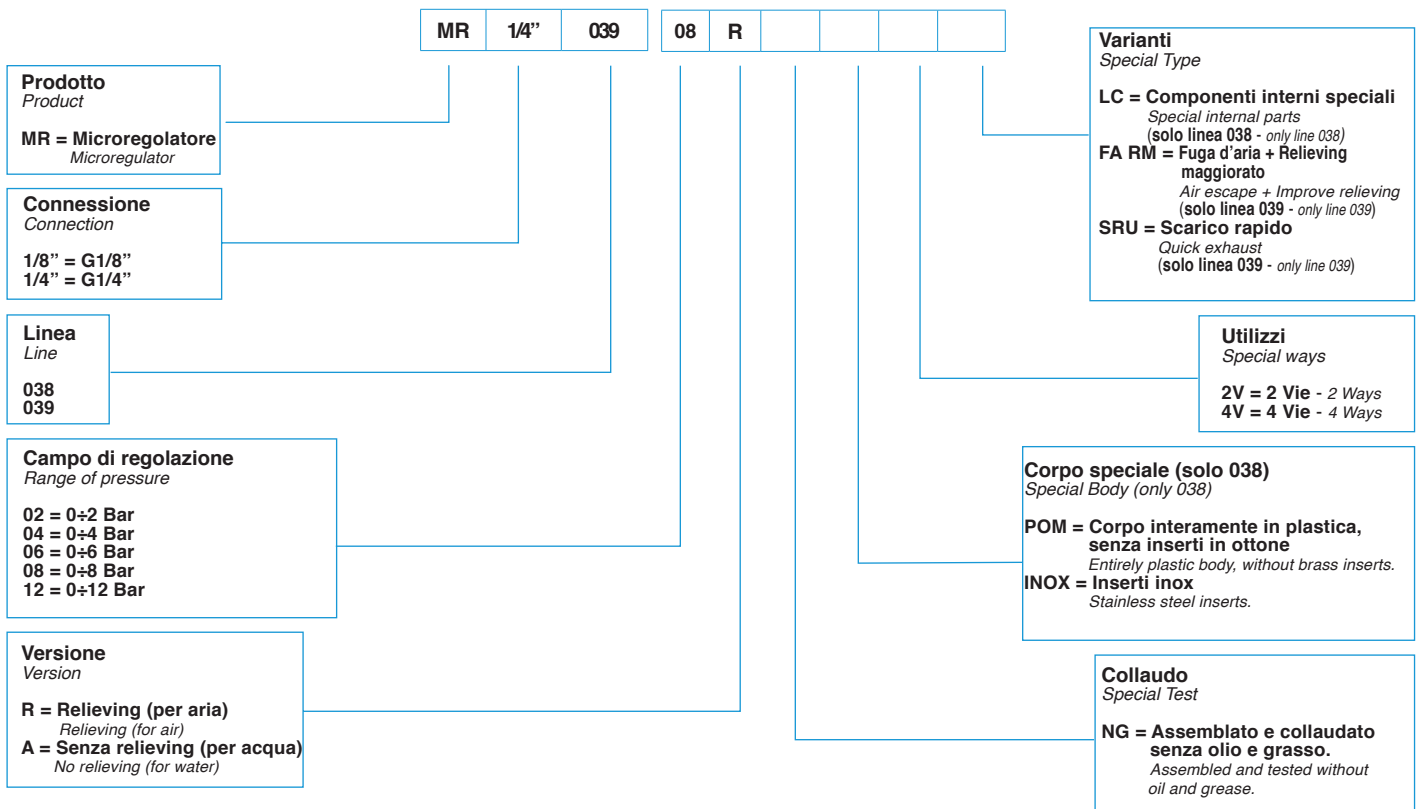 MR 1/4” 039 08 R
Prodotto
Product
MR = Microregolatore
Microregulator
Connessione
Connection
1/8” = G1/8”
1/4” = G1/4”
Linea
Line
038
039
Campo di regolazione
Range of pressure
02 = 0÷2 Bar
04 = 0÷4 Bar
06 = 0÷6 Bar
08 = 0÷8 Bar
12 = 0÷12 Bar
Versione
Version
R = Relieving (per aria)
Relieving (for air)
A = Senza relieving (per acqua)
No relieving (for water)
Varianti
Special Type
LC = Componenti interni speciali
Special internal parts
(solo linea 038 - only line 038)
FA RM = Fuga d’aria + Relieving
maggiorato
Air escape + Improve relieving
(solo linea 039 - only line 039)
SRU = Scarico rapido
Quick exhaust
(solo linea 039 - only line 039)
Utilizzi
Special ways
2V = 2 Vie - 2 Ways
4V = 4 Vie - 4 Ways
Corpo speciale (solo 038)
Special Body (only 038)
POM = Corpo interamente in plastica,
senza inserti in ottone
Entirely plastic body, without brass inserts.
INOX = Inserti inox
Stainless steel inserts.
Collaudo
Special Test
NG = Assemblato e collaudato
senza olio e grasso.
Assembled and tested without
oil and grease.